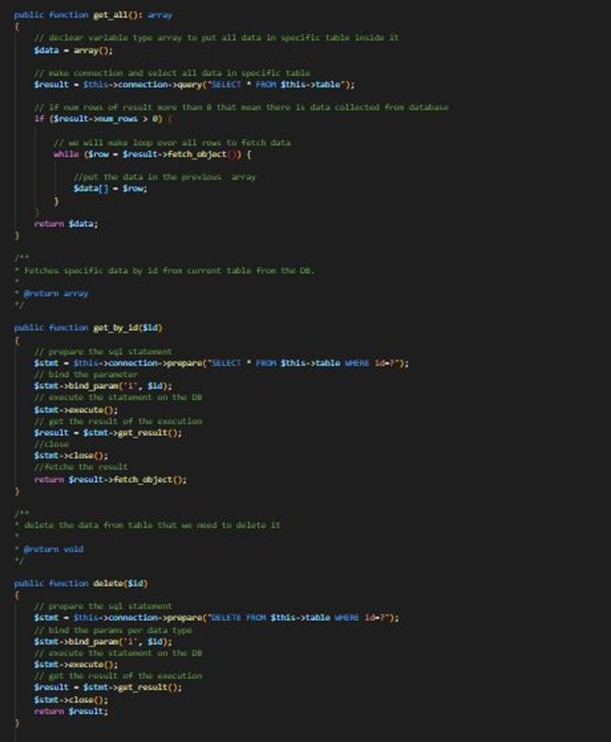 public function get_all(): array
{
// declear variable type array to put all data in specific table inside it
$data = array();
// make connection and select all data in specific table
$result = $this->connection->query("SELECT * FROM $this->table");
// if num rows of result more than 0 that mean there is data collected from database
if ($result->num_rows > 0) {
// we will make loop over all rows to fetch data
while ($row = $result->fetch_object()) {
//put the data in the previous array
$data[] = $row;
}
}
return $data;
}
/**
* Fetches specific data by id from current table from the DB.
*
* @return array
*/
public function get_by_id($id)
{
// prepare the sql statement
$stmt = $this->connection->prepare("SELECT * FROM $this->table WHERE id=?");
// bind the parameter
$stmt->bind_param('i', $id);
// execute the statement on the DB
$stmt->execute();
// get the result of the execution
$result = $stmt->get_result();
//close
$stmt->close();
//fetche the result
return $result->fetch_object();
}
/**
* delete the data from table that we need to delete it
*
* @return void
*/
public function delete($id)
{
// prepare the sql statement
$stmt = $this->connection->prepare("DELETE FROM $this->table WHERE id=?");
// bind the params per data type
$stmt->bind_param('i', $id);
// execute the statement on the DB
$stmt->execute();
// get the result of the execution
$result = $stmt->get_result();
$stmt->close();
return $result;
}